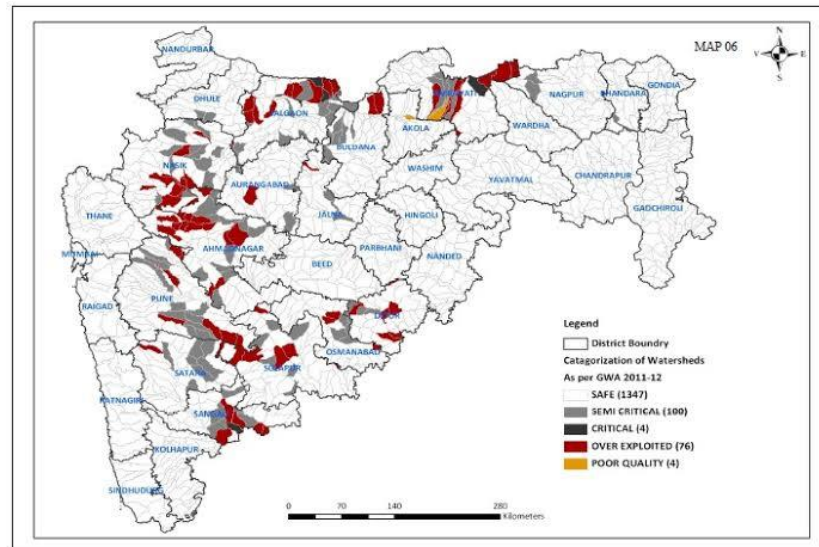 MAP 06
N
W E
S
NANDURBAR
DHULE
JALGAON
BULDANA
AKOLA
AMRAVATI
WARDHA
NAGPUR
BHANDARA
GONDIA
NASIK
AURANGABAD
JALNA
WASHIM
HINGOLI
YAVATMAL
CHANDRAPUR
GADCHIROLI
THANE
MUMBAI
AHMADNAGAR
BEED
PARBHANI
NANDED
RAIGAD
PUNE
LATUR
OSMANABAD
SOLAPUR
SATARA
RATNAGIRI
SANGLI
KOLHAPUR
SINDHUDURG
Legend
District Boundry
Catagorization of Watersheds
As per GWA 2011-12
SAFE (1347)
SEMI CRITICAL (100)
CRITICAL (4)
OVER EXPLOITED (76)
POOR QUALITY (4)
0 70 140 280
Kilometers